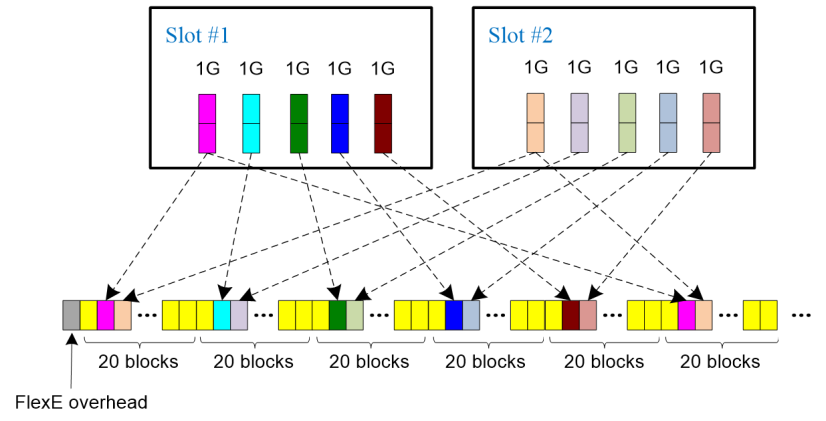 Slot #1
Slot #2
1G 1G 1G 1G 1G
1G 1G 1G 1G 1G
... ... ... ... ... ... ...
20 blocks 20 blocks 20 blocks 20 blocks 20 blocks 20 blocks
FlexE overhead